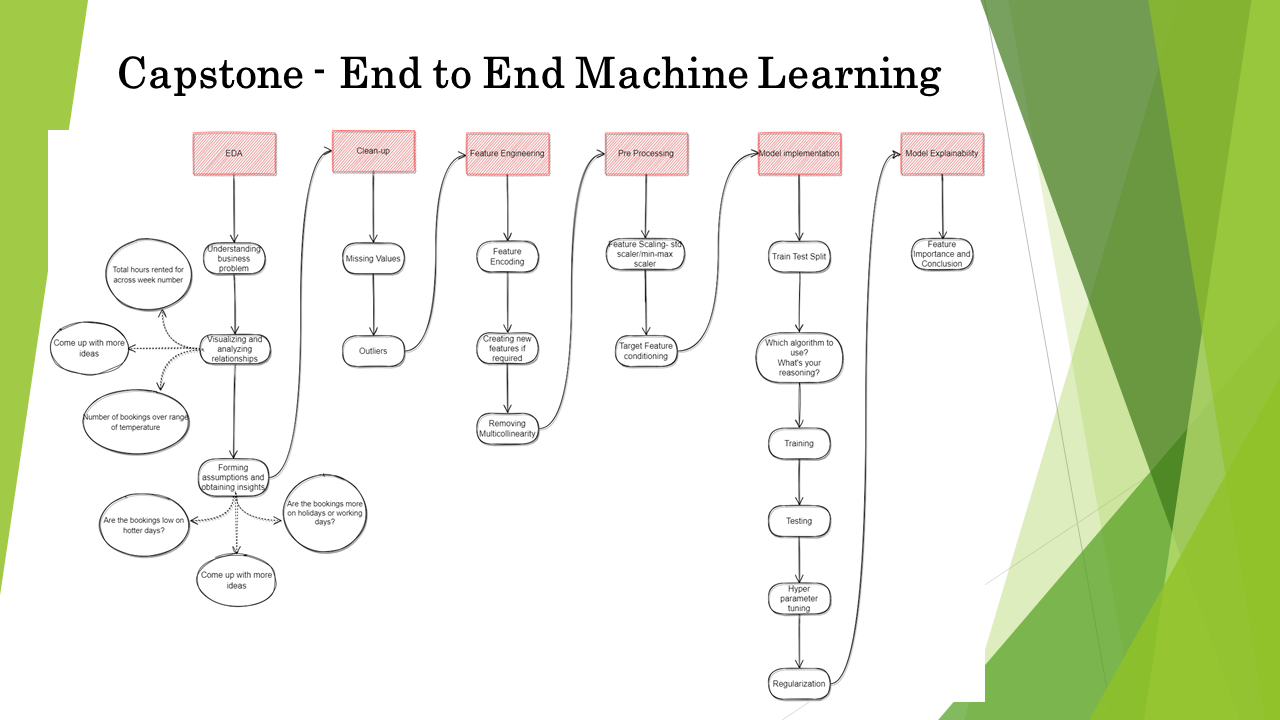 Capstone - End to End Machine Learning
EDA
Understanding
business
problem
Visualizing and
analyzing
relationships
Total hours rented for
across week number
Come up with more
ideas
Number of bookings over range
of temperature
Forming
assumptions and
obtaining insights
Are the bookings low on
hotter days?
Come up with more
ideas
Are the bookings more
on holidays or working
days?
Clean-up
Missing Values
Outliers
Feature Engineering
Feature
Encoding
Creating new
features if
required
Removing
Multicollinearity
Pre Processing
Feature Scaling- std
scaler/min-max
scaler
Target Feature
conditioning
Model implementation
Train Test Split
Which algorithm to
use?
What's your
reasoning?
Training
Testing
Hyper
parameter
tuning
Regularization
Model Explainability
Feature
Importance and
Conclusion